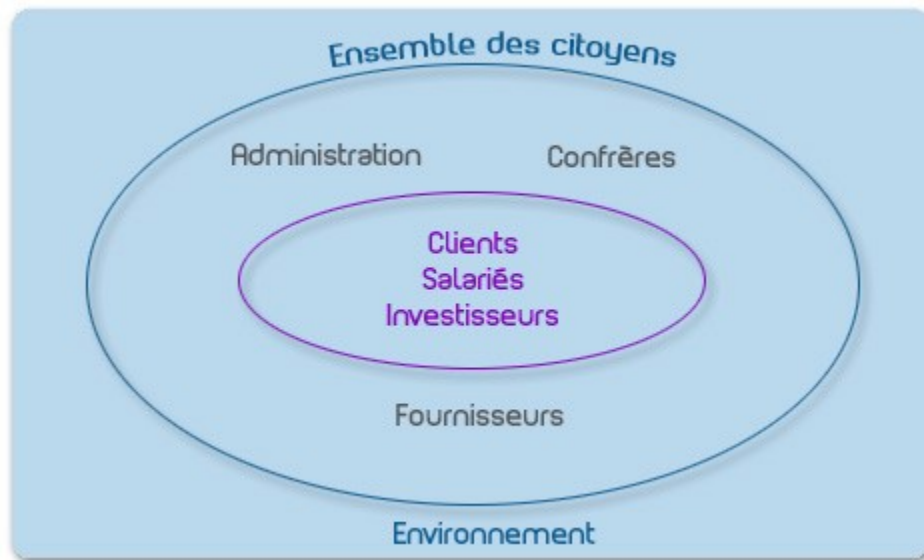 Ensemble des citoyens
Administration
Confrères
Clients
Salariés
Investisseurs
Fournisseurs
Environnement